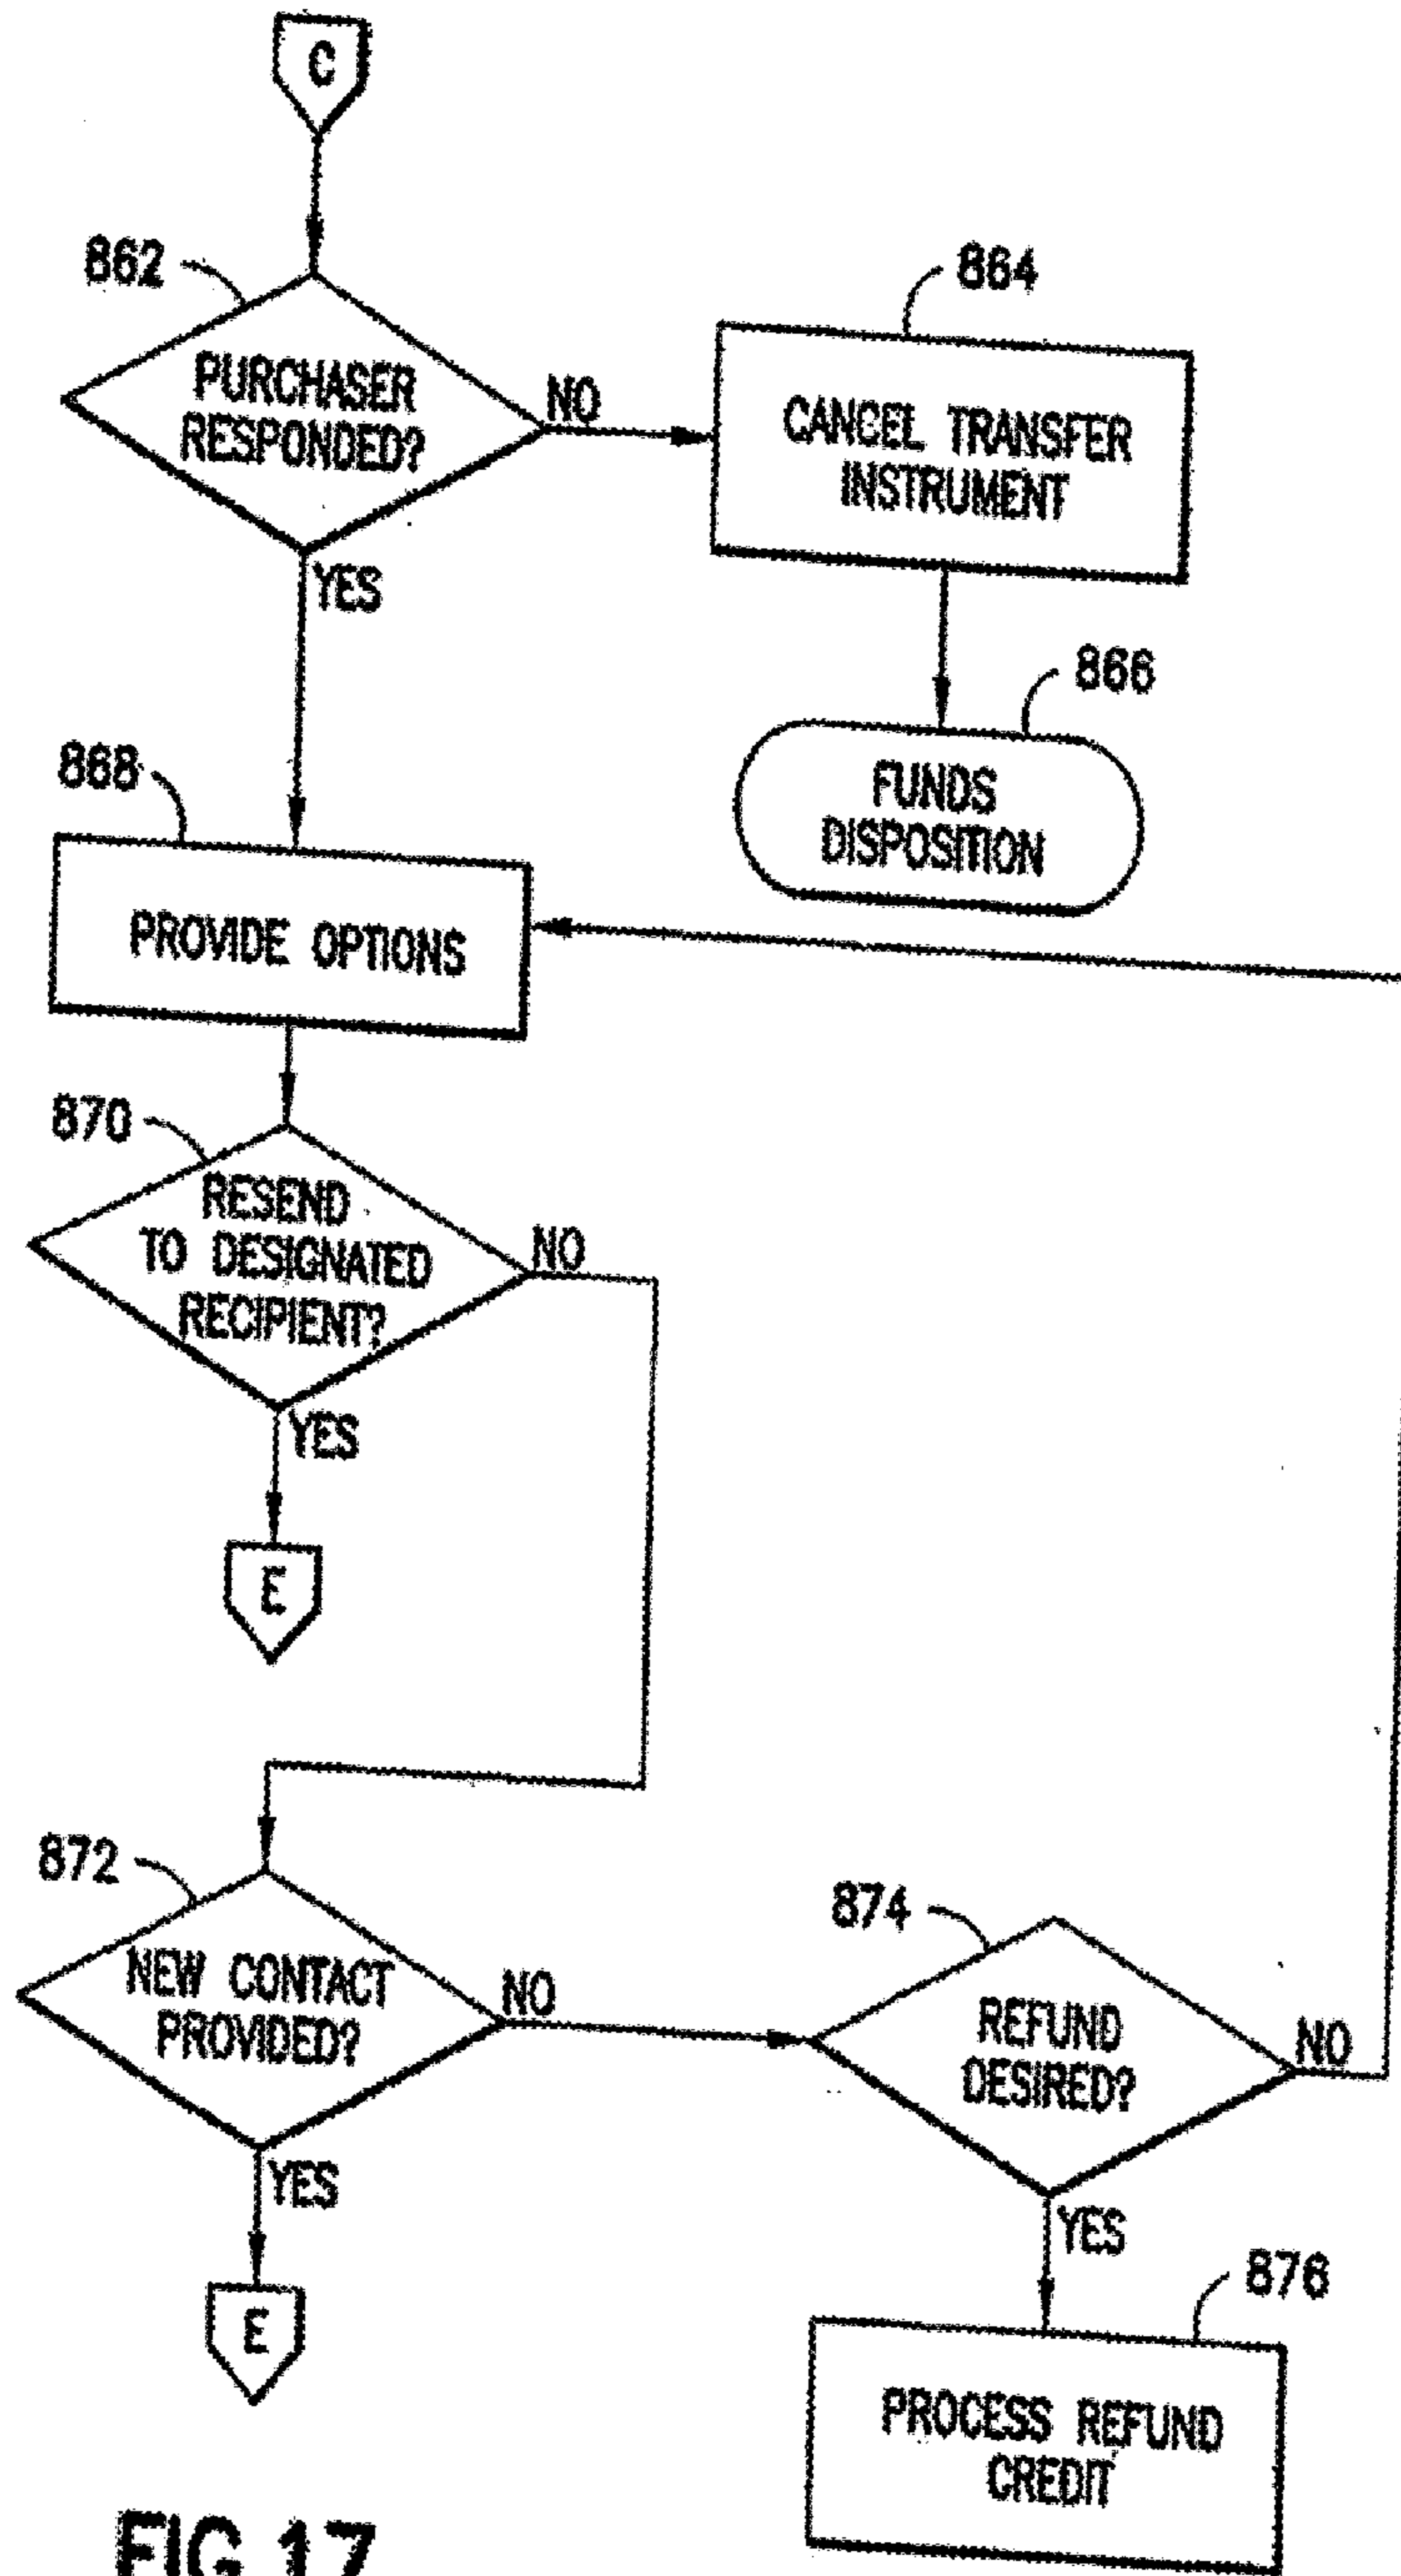 C
862
PURCHASER
RESPONDED?
NO
YES
864
CANCEL TRANSFER
INSTRUMENT
866
FUNDS
DISPOSITION
868
PROVIDE OPTIONS
870
RESEND
TO DESIGNATED
RECIPIENT?
NO
YES
E
872
NEW CONTACT
PROVIDED?
NO
YES
E
874
REFUND
DESIRED?
NO
YES
876
PROCESS REFUND
CREDIT
FIG. 17